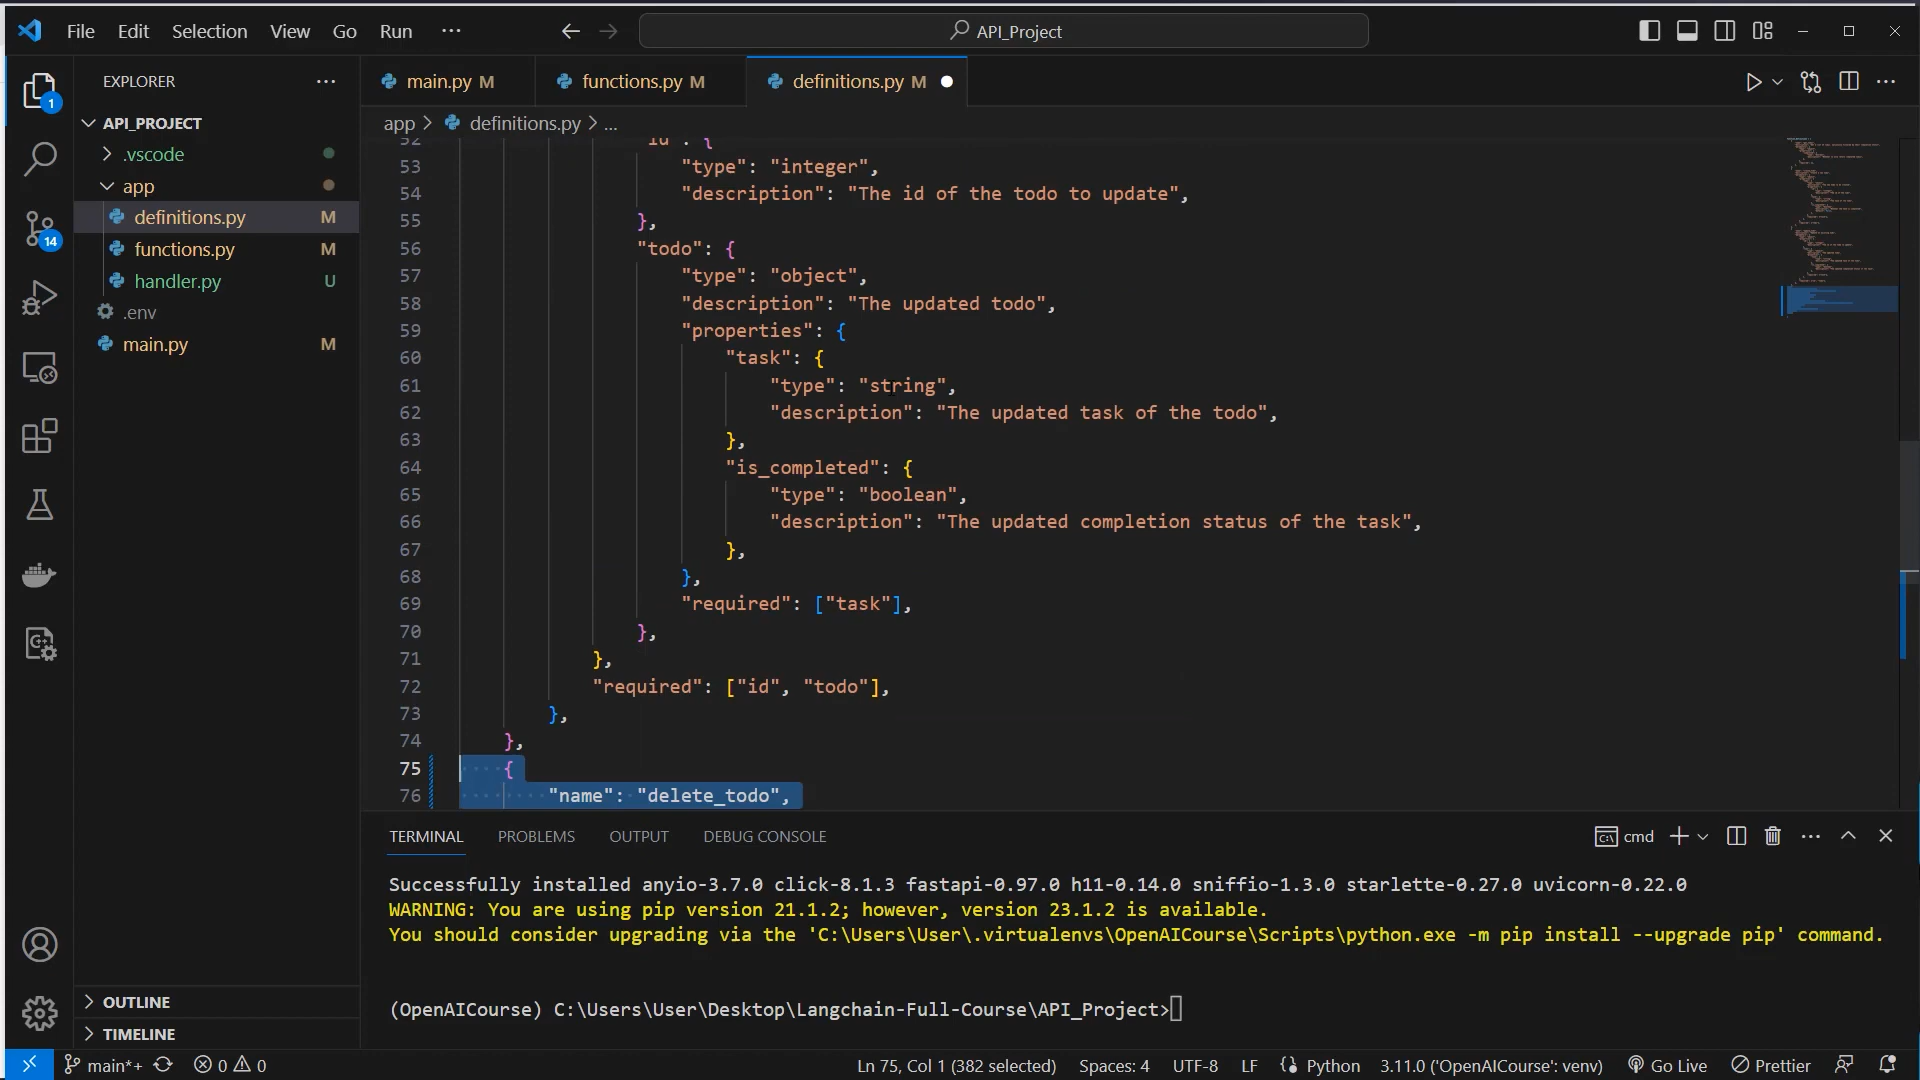 File Edit Selection View Go Run ···
API_Project
EXPLORER
main.py M
functions.py M
definitions.py M
API_PROJECT
.vscode
app
definitions.py M
functions.py M
handler.py U
.env
main.py M
1
14
app > definitions.py > ...
52 "id": {
53 "type": "integer",
54 "description": "The id of the todo to update",
55 },
56 "todo": {
57 "type": "object",
58 "description": "The updated todo",
59 "properties": {
60 "task": {
61 "type": "string",
62 "description": "The updated task of the todo",
63 },
64 "is_completed": {
65 "type": "boolean",
66 "description": "The updated completion status of the task",
67 },
68 },
69 "required": ["task"],
70 },
71 },
72 "required": ["id", "todo"],
73 },
74 },
75 {
76 "name": "delete_todo",
TERMINAL PROBLEMS OUTPUT DEBUG CONSOLE
cmd
Successfully installed anyio-3.7.0 click-8.1.3 fastapi-0.97.0 h11-0.14.0 sniffio-1.3.0 starlette-0.27.0 uvicorn-0.22.0
WARNING: You are using pip version 21.1.2; however, version 23.1.2 is available.
You should consider upgrading via the 'C:\Users\User\.virtualenvs\OpenAICourse\Scripts\python.exe -m pip install --upgrade pip' command.
(OpenAICourse) C:\Users\User\Desktop\Langchain-Full-Course\API_Project>
OUTLINE
TIMELINE
main*+ 0 0
Ln 75, Col 1 (382 selected) Spaces: 4 UTF-8 LF Python 3.11.0 ('OpenAICourse': venv) Go Live Prettier